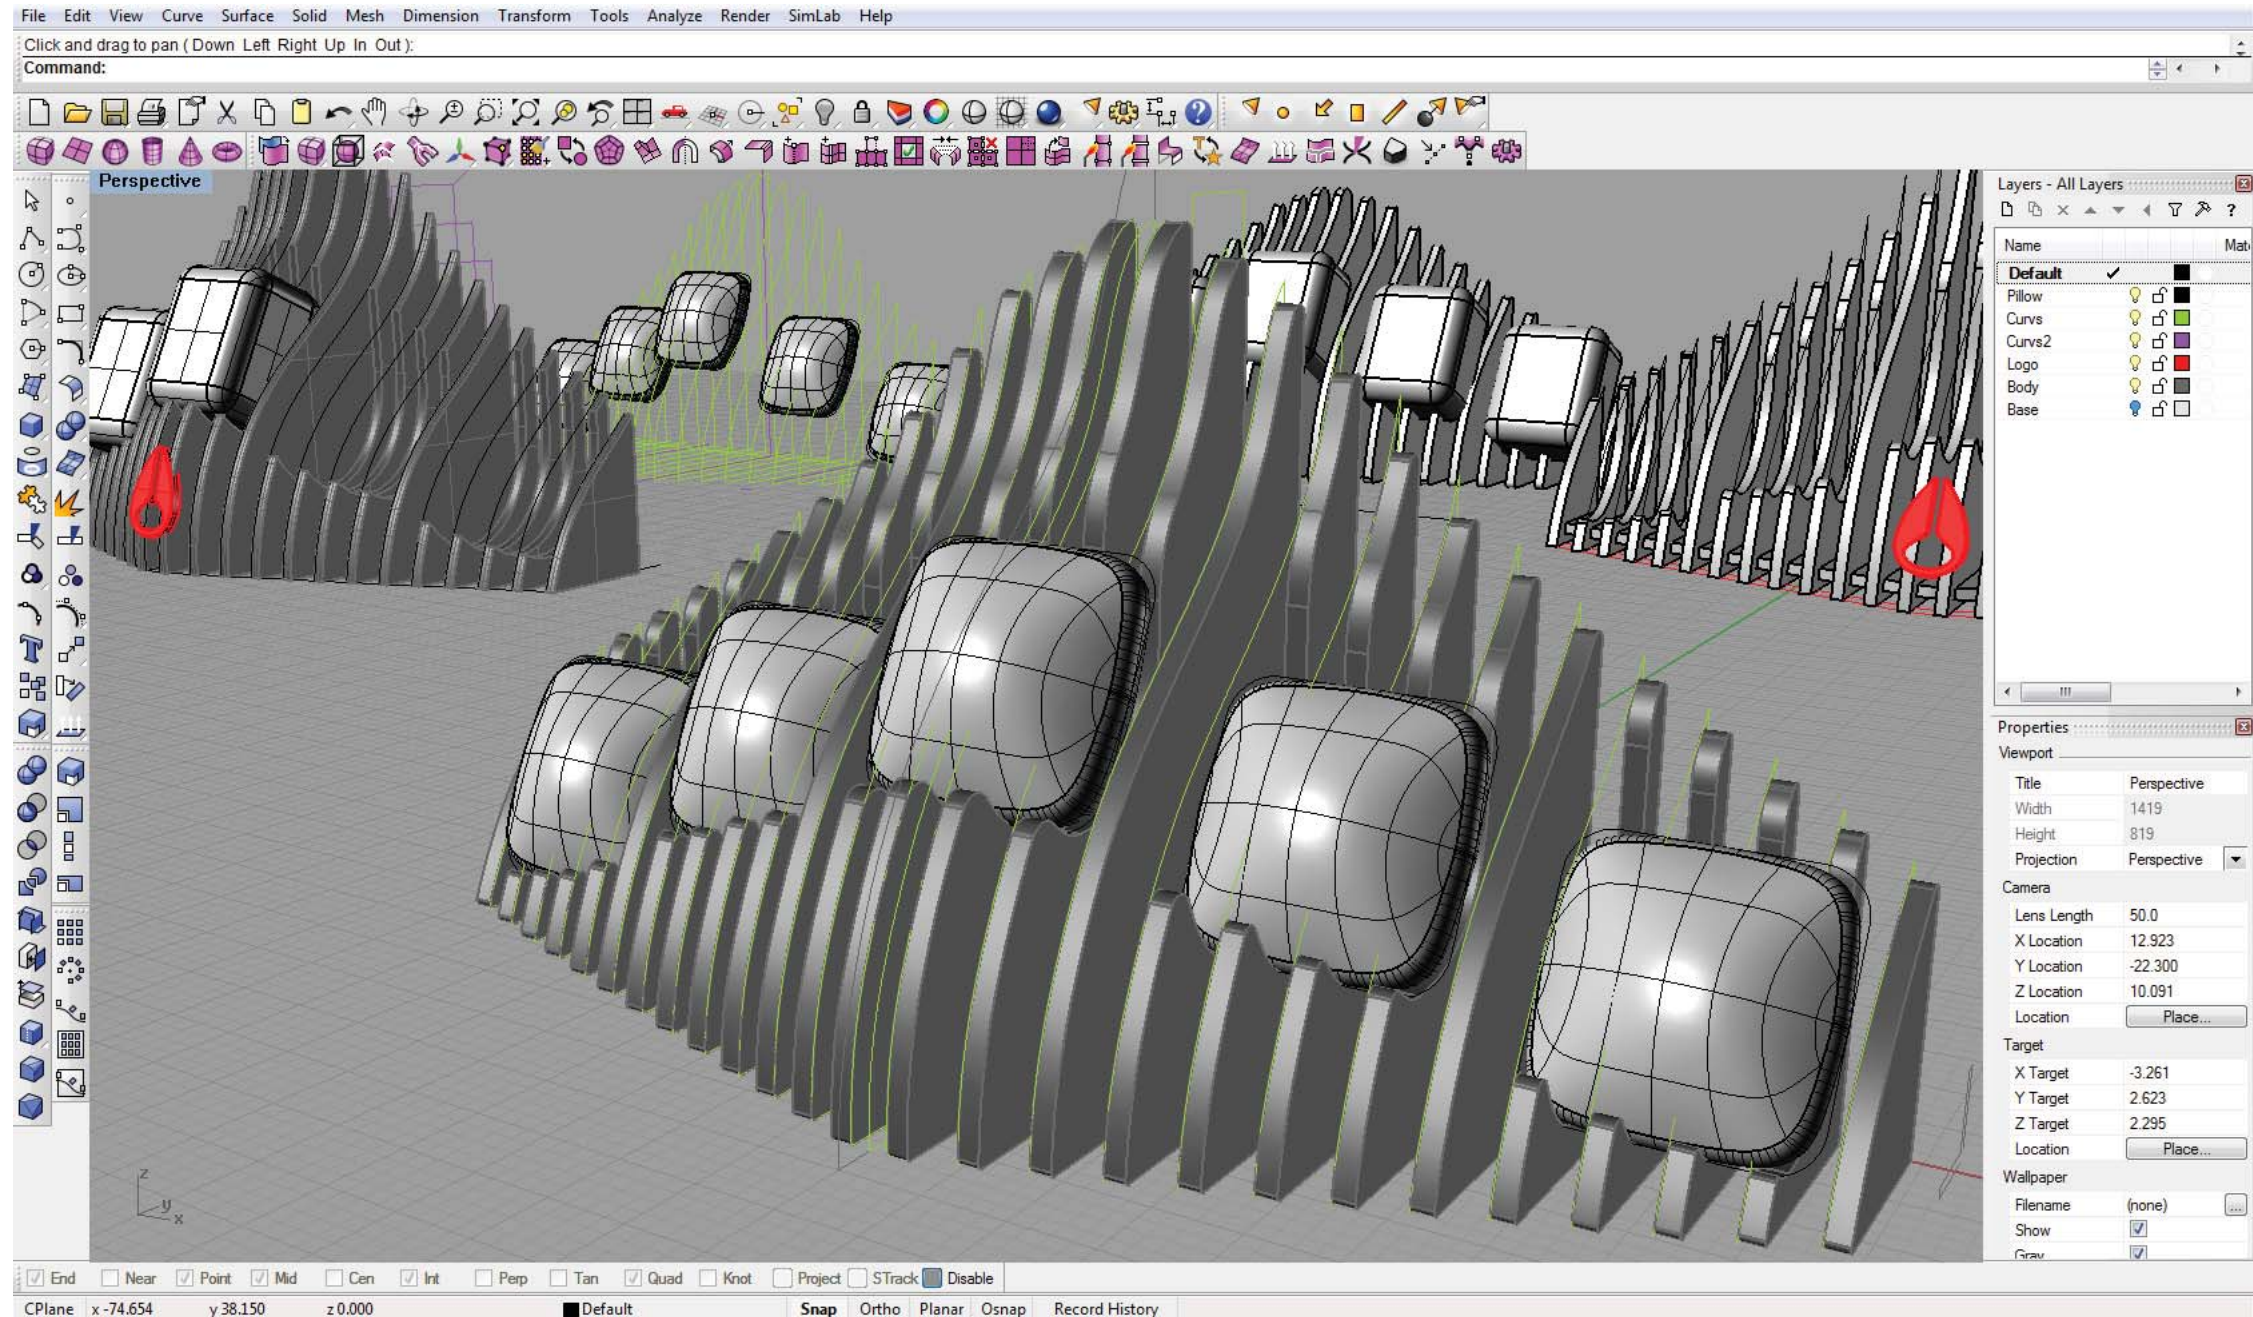 File Edit View Curve Surface Solid Mesh Dimension Transform Tools Analyze Render SimLab Help
Click and drag to pan ( Down Left Right Up In Out ):
Command:
Perspective
Layers - All Layers
Name Mat
Default
Pillow
Curvs
Curvs2
Logo
Body
Base
Properties
Viewport
Title Perspective
Width 1419
Height 819
Projection Perspective
Camera
Lens Length 50.0
X Location 12.923
Y Location -22.300
Z Location 10.091
Location Place...
Target
X Target -3.261
Y Target 2.623
Z Target 2.295
Location Place...
Wallpaper
Filename (none) ...
Show
Gray
z
y
x
End Near Point Mid Cen Int Perp Tan Quad Knot Project STrack Disable
CPlane x -74.654 y 38.150 z 0.000 Default Snap Ortho Planar Osnap Record History